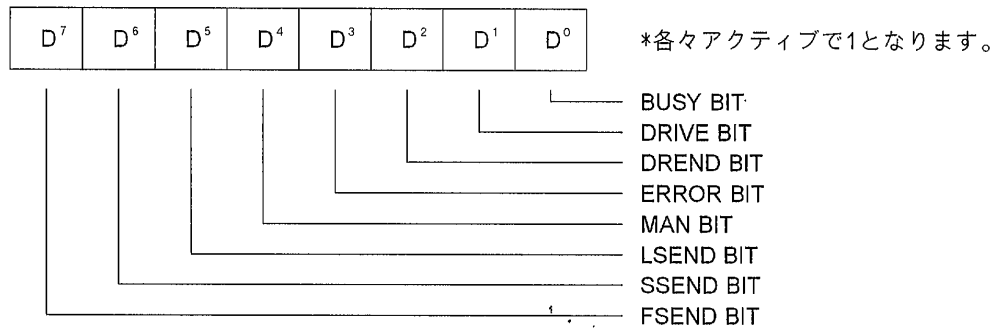 D⁷ D⁶ D⁵ D⁴ D³ D² D¹ D⁰ *各々アクティブで1となります。
BUSY BIT
DRIVE BIT
DREND BIT
ERROR BIT
MAN BIT
LSEND BIT
SSEND BIT
FSEND BIT